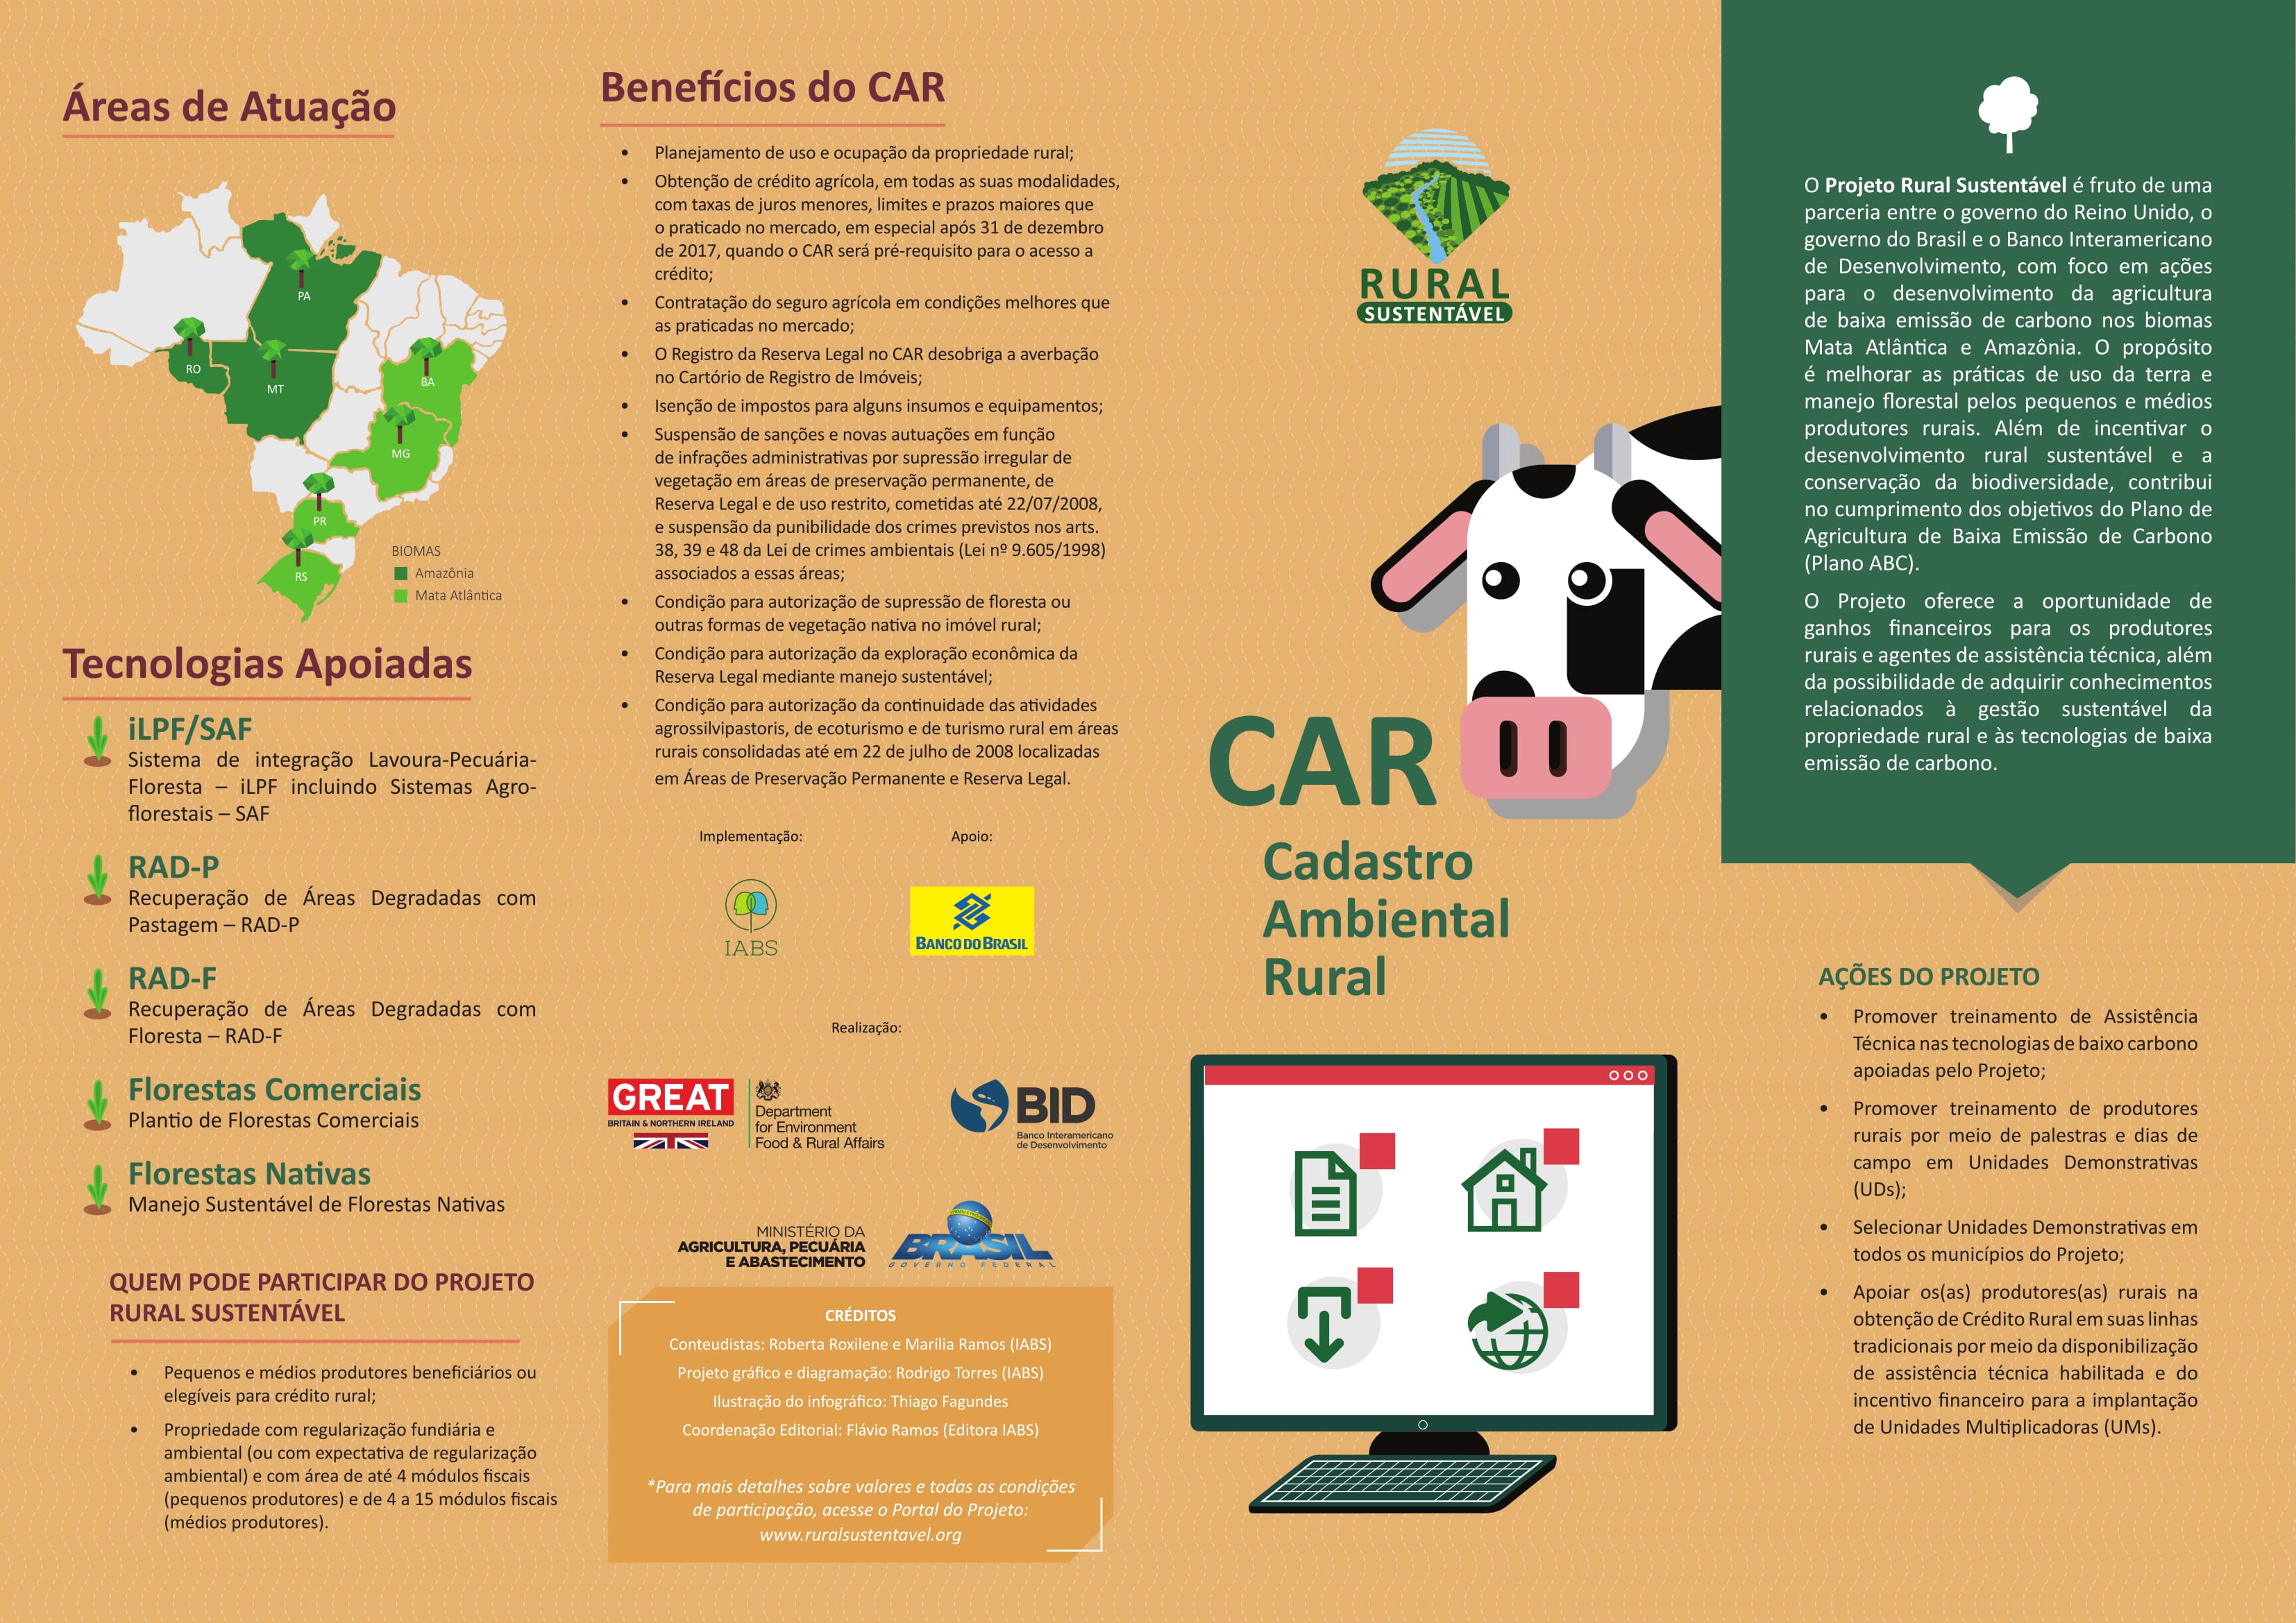 Áreas de Atuação
PA
RO
MT
BA
MG
PR
RS
BIOMAS
Amazônia
Mata Atlântica
Tecnologias Apoiadas
iLPF/SAF
Sistema de integração Lavoura-Pecuária-
Floresta – iLPF incluindo Sistemas Agro-
florestais – SAF
RAD-P
Recuperação de Áreas Degradadas com
Pastagem – RAD-P
RAD-F
Recuperação de Áreas Degradadas com
Floresta – RAD-F
Florestas Comerciais
Plantio de Florestas Comerciais
Florestas Nativas
Manejo Sustentável de Florestas Nativas
QUEM PODE PARTICIPAR DO PROJETO
RURAL SUSTENTÁVEL
• Pequenos e médios produtores beneficiários ou
elegíveis para crédito rural;
• Propriedade com regularização fundiária e
ambiental (ou com expectativa de regularização
ambiental) e com área de até 4 módulos fiscais
(pequenos produtores) e de 4 a 15 módulos fiscais
(médios produtores).
Benefícios do CAR
• Planejamento de uso e ocupação da propriedade rural;
• Obtenção de crédito agrícola, em todas as suas modalidades,
com taxas de juros menores, limites e prazos maiores que
o praticado no mercado, em especial após 31 de dezembro
de 2017, quando o CAR será pré-requisito para o acesso a
crédito;
• Contratação do seguro agrícola em condições melhores que
as praticadas no mercado;
• O Registro da Reserva Legal no CAR desobriga a averbação
no Cartório de Registro de Imóveis;
• Isenção de impostos para alguns insumos e equipamentos;
• Suspensão de sanções e novas autuações em função
de infrações administrativas por supressão irregular de
vegetação em áreas de preservação permanente, de
Reserva Legal e de uso restrito, cometidas até 22/07/2008,
e suspensão da punibilidade dos crimes previstos nos arts.
38, 39 e 48 da Lei de crimes ambientais (Lei nº 9.605/1998)
associados a essas áreas;
• Condição para autorização de supressão de floresta ou
outras formas de vegetação nativa no imóvel rural;
• Condição para autorização da exploração econômica da
Reserva Legal mediante manejo sustentável;
• Condição para autorização da continuidade das atividades
agrossilvipastoris, de ecoturismo e de turismo rural em áreas
rurais consolidadas até em 22 de julho de 2008 localizadas
em Áreas de Preservação Permanente e Reserva Legal.
Implementação:
Apoio:
IABS
BANCO DO BRASIL
Realização:
GREAT
BRITAIN & NORTHERN IRELAND
Department
for Environment
Food & Rural Affairs
BID
Banco Interamericano
de Desenvolvimento
MINISTÉRIO DA
AGRICULTURA, PECUÁRIA
E ABASTECIMENTO
BRASIL
GOVERNO FEDERAL
CRÉDITOS
Conteudistas: Roberta Roxilene e Marília Ramos (IABS)
Projeto gráfico e diagramação: Rodrigo Torres (IABS)
Ilustração do infográfico: Thiago Fagundes
Coordenação Editorial: Flávio Ramos (Editora IABS)
*Para mais detalhes sobre valores e todas as condições
de participação, acesse o Portal do Projeto:
www.ruralsustentavel.org
RURAL
SUSTENTÁVEL
CAR
Cadastro
Ambiental
Rural
O Projeto Rural Sustentável é fruto de uma
parceria entre o governo do Reino Unido, o
governo do Brasil e o Banco Interamericano
de Desenvolvimento, com foco em ações
para o desenvolvimento da agricultura
de baixa emissão de carbono nos biomas
Mata Atlântica e Amazônia. O propósito
é melhorar as práticas de uso da terra e
manejo florestal pelos pequenos e médios
produtores rurais. Além de incentivar o
desenvolvimento rural sustentável e a
conservação da biodiversidade, contribui
no cumprimento dos objetivos do Plano de
Agricultura de Baixa Emissão de Carbono
(Plano ABC).
O Projeto oferece a oportunidade de
ganhos financeiros para os produtores
rurais e agentes de assistência técnica, além
da possibilidade de adquirir conhecimentos
relacionados à gestão sustentável da
propriedade rural e às tecnologias de baixa
emissão de carbono.
AÇÕES DO PROJETO
• Promover treinamento de Assistência
Técnica nas tecnologias de baixo carbono
apoiadas pelo Projeto;
• Promover treinamento de produtores
rurais por meio de palestras e dias de
campo em Unidades Demonstrativas
(UDs);
• Selecionar Unidades Demonstrativas em
todos os municípios do Projeto;
• Apoiar os(as) produtores(as) rurais na
obtenção de Crédito Rural em suas linhas
tradicionais por meio da disponibilização
de assistência técnica habilitada e do
incentivo financeiro para a implantação
de Unidades Multiplicadoras (UMs).